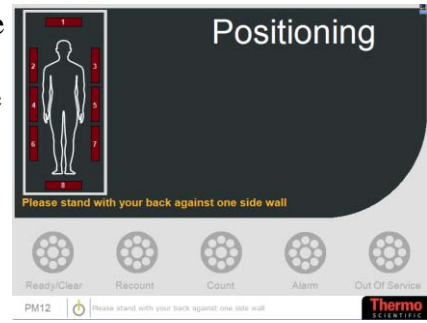 e
Positioning
1
2 3
4 5
6 7
8
Please stand with your back against one side wall
Ready/Clear Recount Count Alarm Out Of Service
PM12 Please stand with your back against one side wall
Thermo
SCIENTIFIC